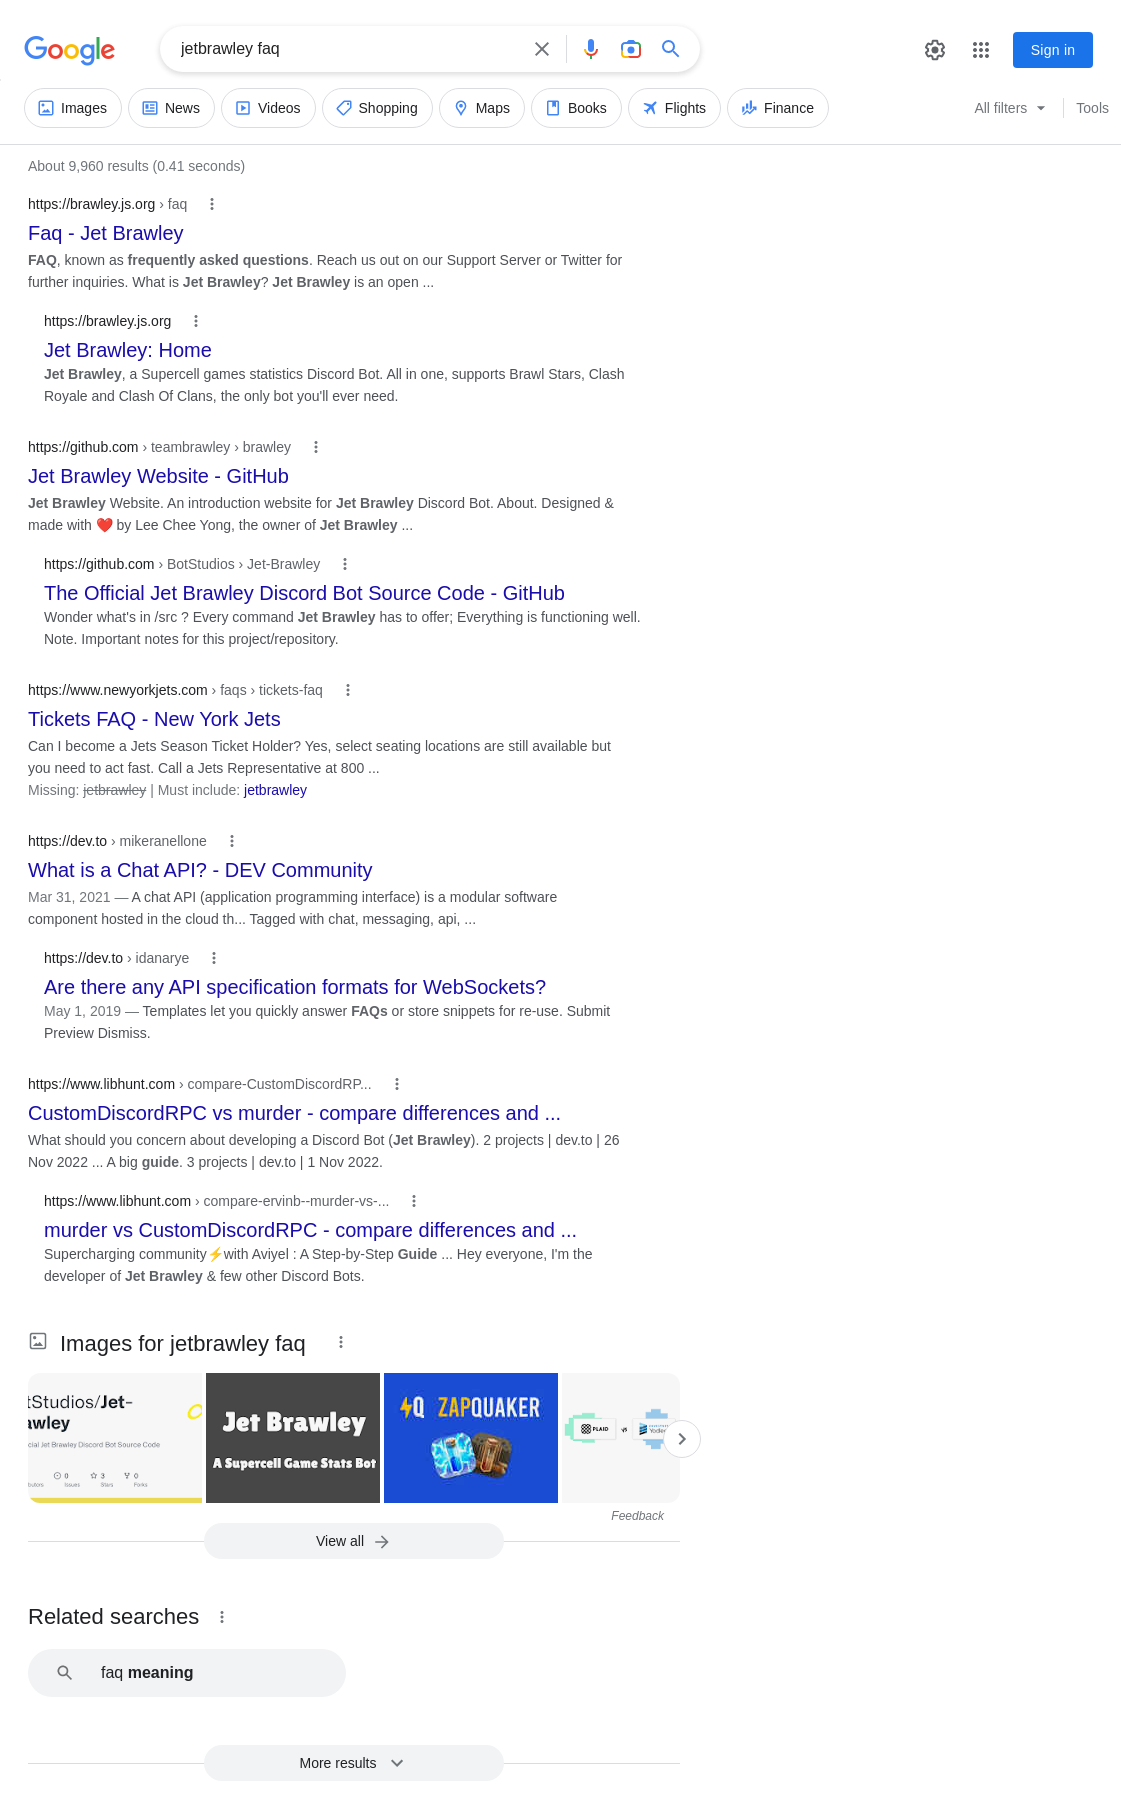 Google
jetbrawley faq
Sign in
Images
News
Videos
Shopping
Maps
Books
Flights
Finance
All filters
Tools
About 9,960 results (0.41 seconds)
https://brawley.js.org › faq
Faq - Jet Brawley
FAQ, known as frequently asked questions. Reach us out on our Support Server or Twitter for
further inquiries. What is Jet Brawley? Jet Brawley is an open ...
https://brawley.js.org
Jet Brawley: Home
Jet Brawley, a Supercell games statistics Discord Bot. All in one, supports Brawl Stars, Clash
Royale and Clash Of Clans, the only bot you'll ever need.
https://github.com › teambrawley › brawley
Jet Brawley Website - GitHub
Jet Brawley Website. An introduction website for Jet Brawley Discord Bot. About. Designed &
made with ❤️ by Lee Chee Yong, the owner of Jet Brawley ...
https://github.com › BotStudios › Jet-Brawley
The Official Jet Brawley Discord Bot Source Code - GitHub
Wonder what's in /src ? Every command Jet Brawley has to offer; Everything is functioning well.
Note. Important notes for this project/repository.
https://www.newyorkjets.com › faqs › tickets-faq
Tickets FAQ - New York Jets
Can I become a Jets Season Ticket Holder? Yes, select seating locations are still available but
you need to act fast. Call a Jets Representative at 800 ...
Missing: jetbrawley | Must include: jetbrawley
https://dev.to › mikeranellone
What is a Chat API? - DEV Community
Mar 31, 2021 — A chat API (application programming interface) is a modular software
component hosted in the cloud th... Tagged with chat, messaging, api, ...
https://dev.to › idanarye
Are there any API specification formats for WebSockets?
May 1, 2019 — Templates let you quickly answer FAQs or store snippets for re-use. Submit
Preview Dismiss.
https://www.libhunt.com › compare-CustomDiscordRP...
CustomDiscordRPC vs murder - compare differences and ...
What should you concern about developing a Discord Bot (Jet Brawley). 2 projects | dev.to | 26
Nov 2022 ... A big guide. 3 projects | dev.to | 1 Nov 2022.
https://www.libhunt.com › compare-ervinb--murder-vs-...
murder vs CustomDiscordRPC - compare differences and ...
Supercharging community⚡with Aviyel : A Step-by-Step Guide ... Hey everyone, I'm the
developer of Jet Brawley & few other Discord Bots.
Images for jetbrawley faq
tStudios/Jet-
awley
cial Jet Brawley Discord Bot Source Code
0 3 0
butors Issues Stars Forks
Jet Brawley
A Supercell Game Stats Bot
Q ZAPQUAKER
PLAID vs Yodlee
Feedback
View all
Related searches
faq meaning
More results